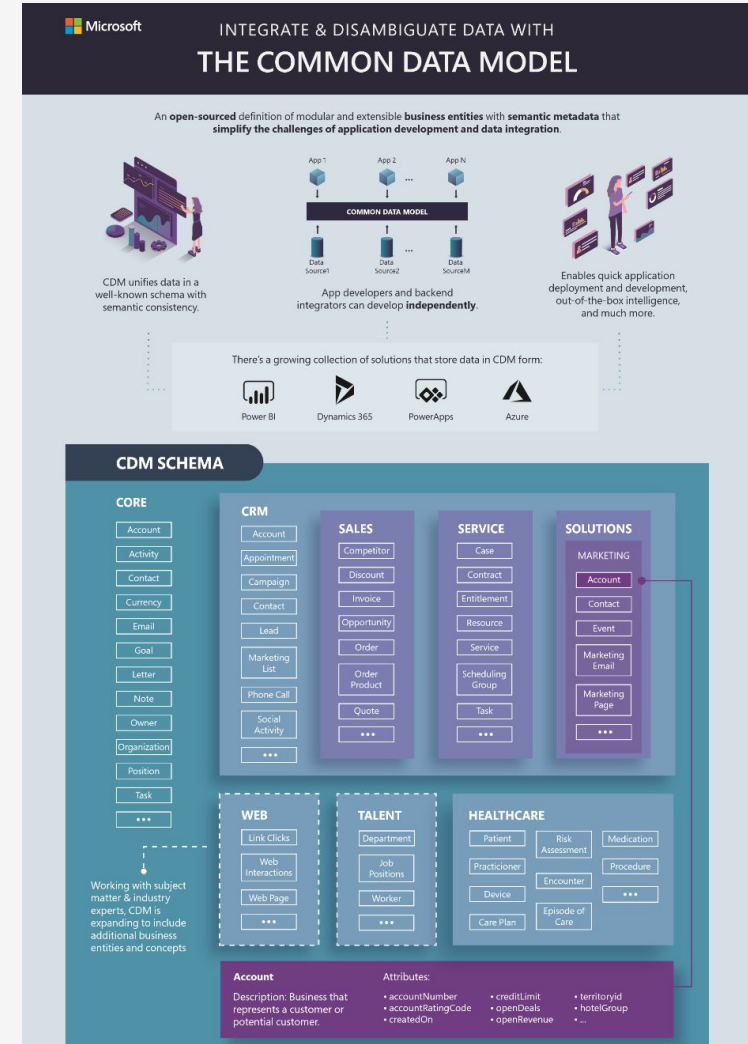 Microsoft
INTEGRATE & DISAMBIGUATE DATA WITH
THE COMMON DATA MODEL
An open-sourced definition of modular and extensible business entities with semantic metadata that
simplify the challenges of application development and data integration.
CDM unifies data in a
well-known schema with
semantic consistency.
App 1
App 2
...
App N
COMMON DATA MODEL
Data
Source1
Data
Source2
...
Data
SourceM
App developers and backend
integrators can develop independently.
Enables quick application
deployment and development,
out-of-the-box intelligence,
and much more.
There's a growing collection of solutions that store data in CDM form:
Power BI
Dynamics 365
PowerApps
Azure
CDM SCHEMA
CORE
Account
Activity
Contact
Currency
Email
Goal
Letter
Note
Owner
Organization
Position
Task
•••
Working with subject
matter & industry
experts, CDM is
expanding to include
additional business
entities and concepts
CRM
Account
Appointment
Campaign
Contact
Lead
Marketing
List
Phone Call
Social
Activity
•••
SALES
Competitor
Discount
Invoice
Opportunity
Order
Order
Product
Quote
•••
SERVICE
Case
Contract
Entitlement
Resource
Service
Scheduling
Group
Task
•••
SOLUTIONS
MARKETING
Account
Contact
Event
Marketing
Email
Marketing
Page
•••
WEB
Link Clicks
Web
Interactions
Web Page
•••
TALENT
Department
Job
Positions
Worker
•••
HEALTHCARE
Patient
Practicioner
Device
Care Plan
Risk
Assessment
Encounter
Episode of
Care
Medication
Procedure
•••
Account
Description: Business that
represents a customer or
potential customer.
Attributes:
• accountNumber
• accountRatingCode
• createdOn
• creditLimit
• openDeals
• openRevenue
• territoryid
• hotelGroup
• ...